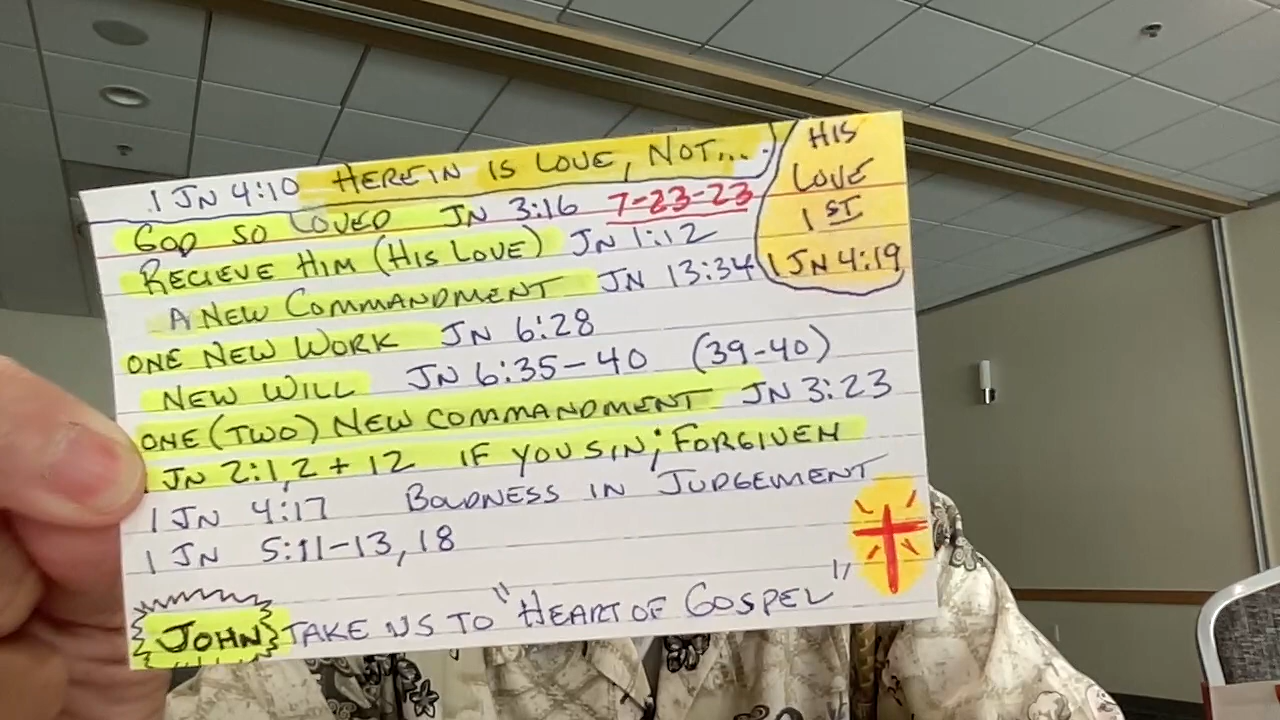 1 JN 4:10 HEREIN IS LOVE, NOT...
HIS
LOVE
1ST
1 JN 4:19
GOD SO LOVED JN 3:16 7-23-23
RECIEVE HIM (HIS LOVE) JN 1:12
A NEW COMMANDMENT JN 13:34
ONE NEW WORK JN 6:28
NEW WILL JN 6:35-40 (39-40)
ONE (TWO) NEW COMMANDMENT JN 3:23
JN 2:1,2 + 12 IF YOU SIN; FORGIVEN
1 JN 4:17 BOLDNESS IN JUDGEMENT
1 JN 5:11-13, 18
JOHN TAKE US TO "HEART OF GOSPEL"